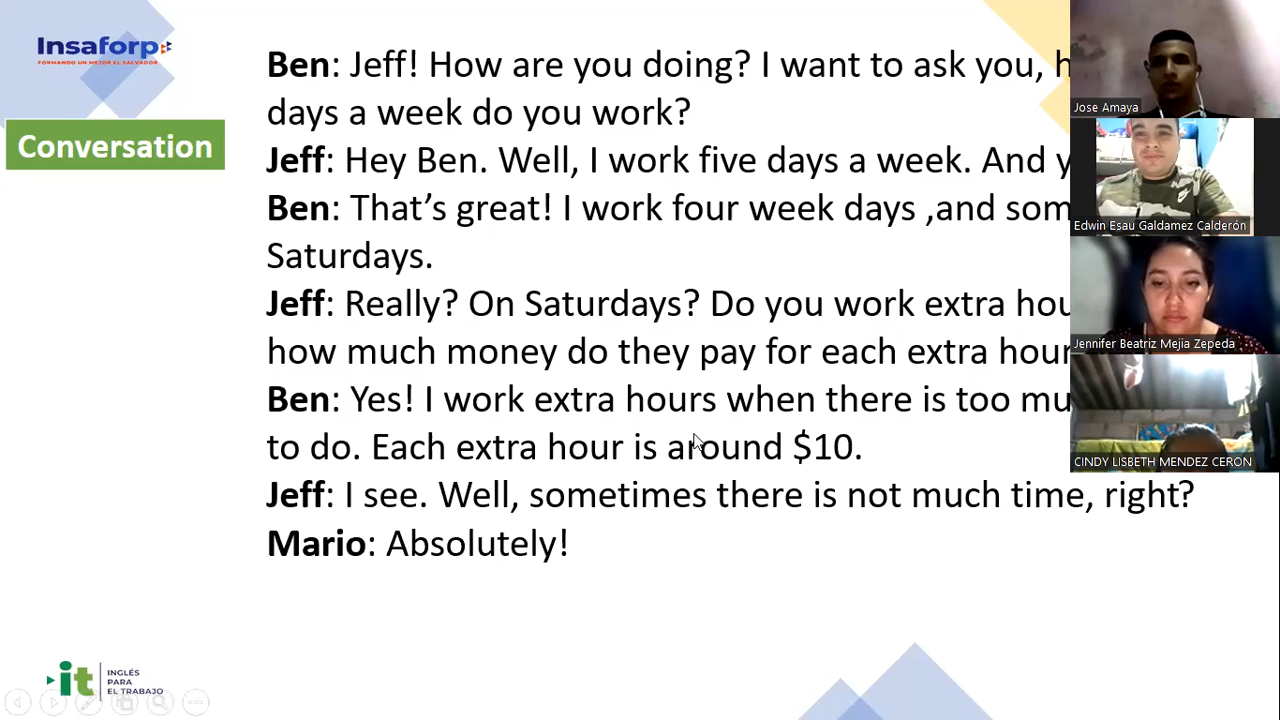 Insaforp
FORMANDO UN MEJOR EL SALVADOR
Conversation
Ben: Jeff! How are you doing? I want to ask you,
days a week do you work?
Jeff: Hey Ben. Well, I work five days a week. And
Ben: That’s great! I work four week days ,and
Saturdays.
Jeff: Really? On Saturdays? Do you work extra
how much money do they pay for each extra hour
Ben: Yes! I work extra hours when there is too
to do. Each extra hour is around $10.
Jeff: I see. Well, sometimes there is not much time, right?
Mario: Absolutely!
Jose Amaya
Edwin Esau Galdamez Calderón
Jennifer Beatriz Mejia Zepeda
CINDY LISBETH MENDEZ CERON
it
INGLÉS
PARA
EL TRABAJO